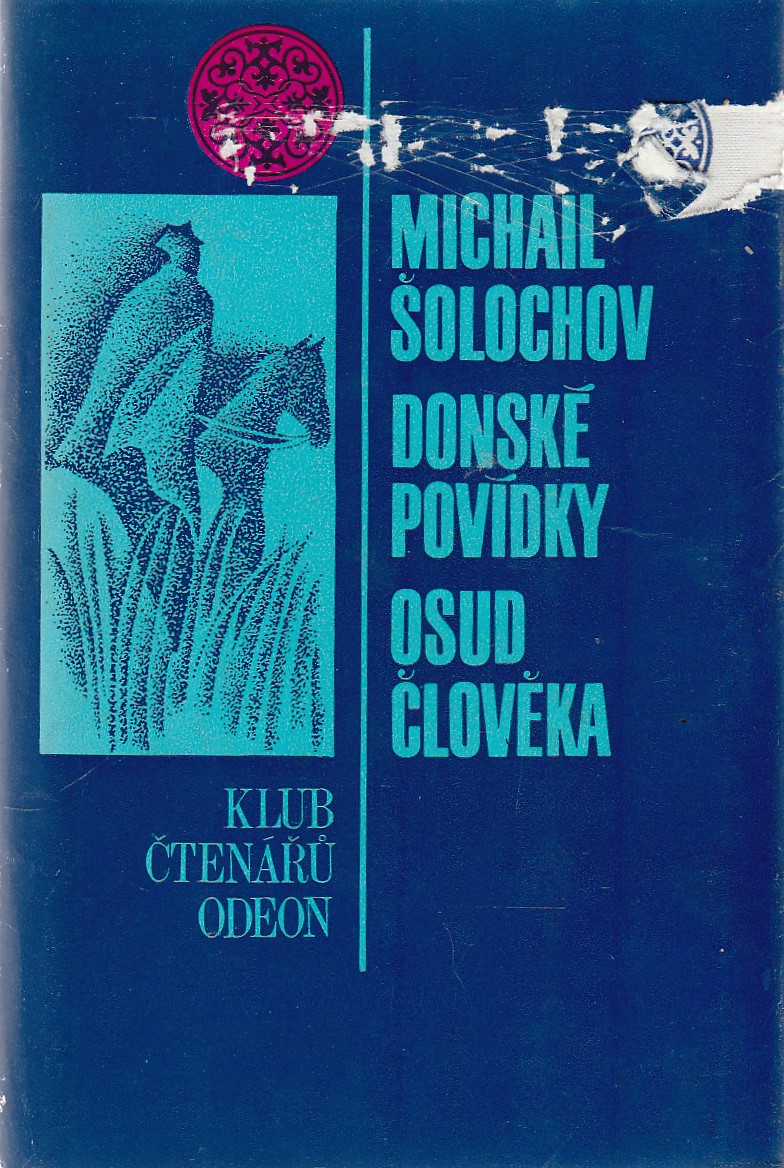 MICHAIL
ŠOLOCHOV
DONSKÉ
POVÍDKY
OSUD
ČLOVĚKA
KLUB
ČTENÁŘŮ
ODEON